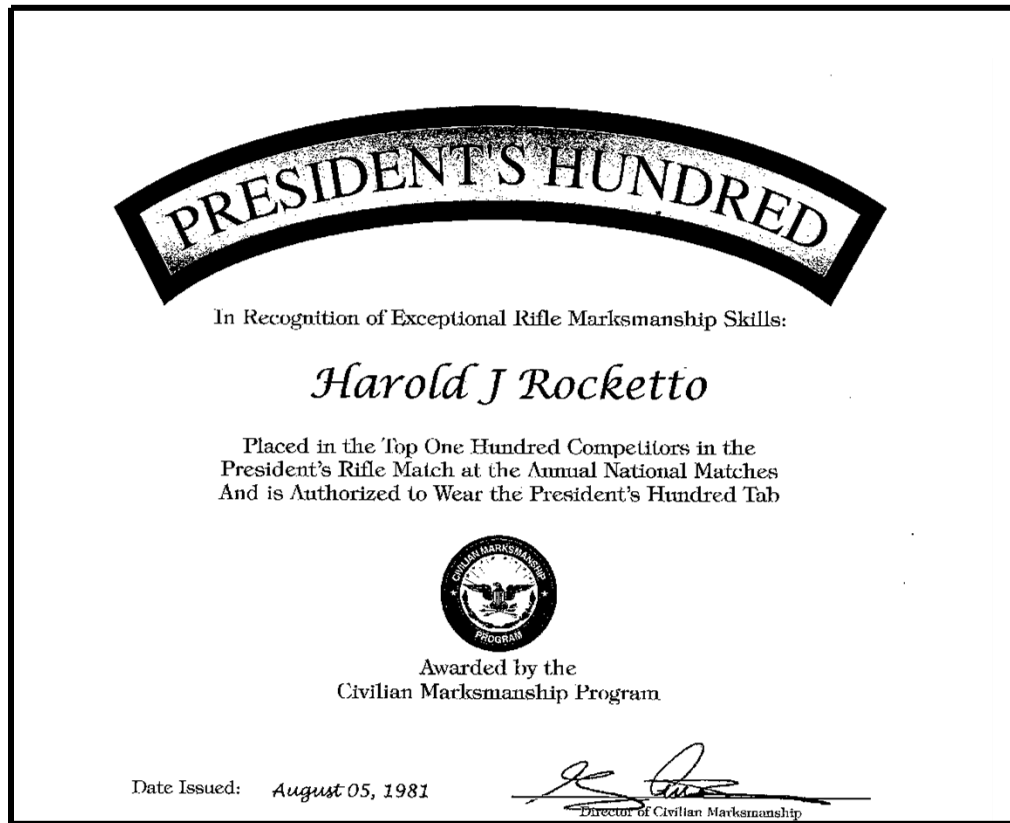 PRESIDENT'S HUNDRED
In Recognition of Exceptional Rifle Marksmanship Skills:
Harold J Rocketto
Placed in the Top One Hundred Competitors in the
President's Rifle Match at the Annual National Matches
And is Authorized to Wear the President's Hundred Tab
CIVILIAN MARKSMANSHIP
PROGRAM
Awarded by the
Civilian Marksmanship Program
Date Issued: August 05, 1981
Director of Civilian Marksmanship